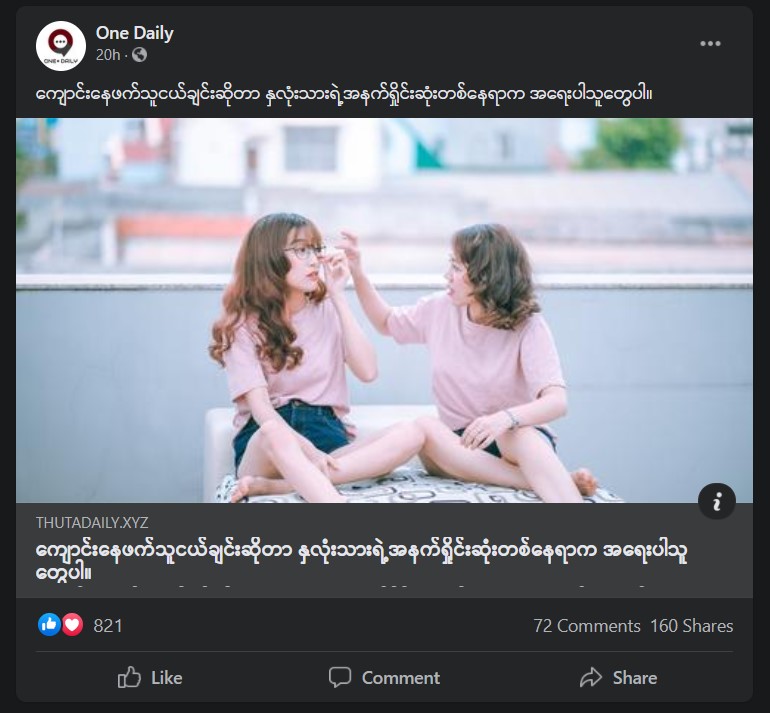 One Daily
20h ·
ONE DAILY
ကျောင်းနေဖက်သူငယ်ချင်းဆိုတာ နှလုံးသားရဲ့အနက်ရှိုင်းဆုံးတစ်နေရာက အရေးပါသူတွေပါ။
THUTADAILY.XYZ
ကျောင်းနေဖက်သူငယ်ချင်းဆိုတာ နှလုံးသားရဲ့အနက်ရှိုင်းဆုံးတစ်နေရာက အရေးပါသူ
တွေပါ။
821
72 Comments 160 Shares
Like Comment Share